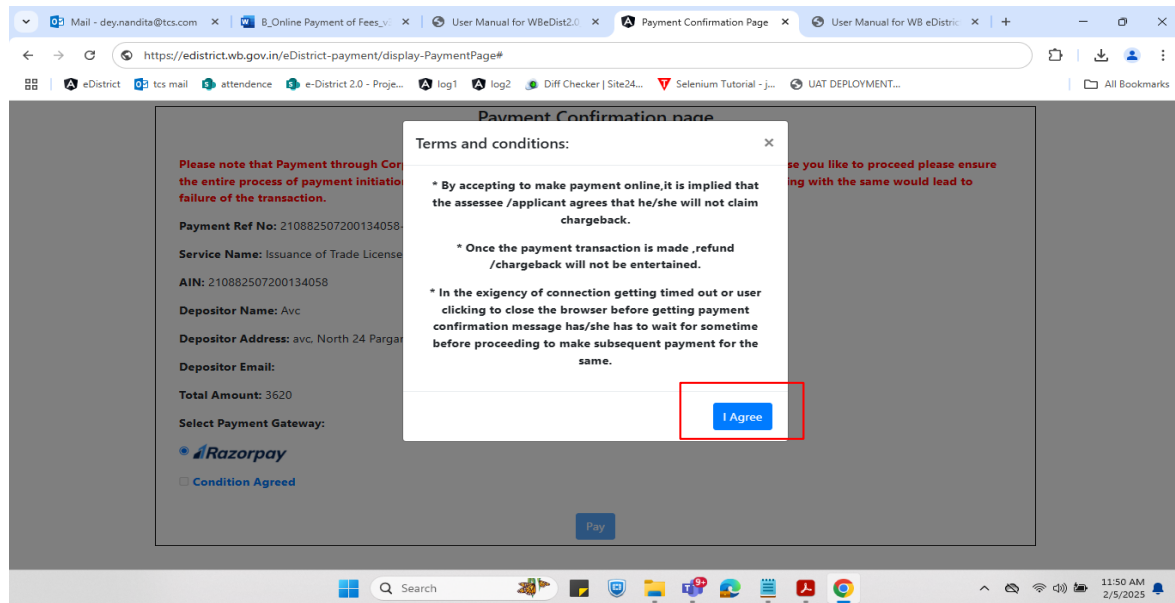 Mail - dey.nandita@tcs.com
B_Online Payment of Fees_v
User Manual for WBeDist2.0
Payment Confirmation Page
User Manual for WB eDistric
https://edistrict.wb.gov.in/eDistrict-payment/display-PaymentPage#
eDistrict
tcs mail
attendence
e-District 2.0 - Proje...
log1
log2
Diff Checker | Site24...
Selenium Tutorial - j...
UAT DEPLOYMENT...
All Bookmarks
Payment Confirmation page
Please note that Payment through Cor
se you like to proceed please ensure
the entire process of payment initiatio
ing with the same would lead to
failure of the transaction.
Payment Ref No: 210882507200134058-
Service Name: Issuance of Trade License
AIN: 210882507200134058
Depositor Name: Avc
Depositor Address: avc, North 24 Pargar
Depositor Email:
Total Amount: 3620
Select Payment Gateway:
Razorpay
Condition Agreed
Pay
Terms and conditions:
×
* By accepting to make payment online,it is implied that
the assessee /applicant agrees that he/she will not claim
chargeback.
* Once the payment transaction is made ,refund
/chargeback will not be entertained.
* In the exigency of connection getting timed out or user
clicking to close the browser before getting payment
confirmation message has/she has to wait for sometime
before proceeding to make subsequent payment for the
same.
I Agree
Search
9+
11:50 AM
2/5/2025